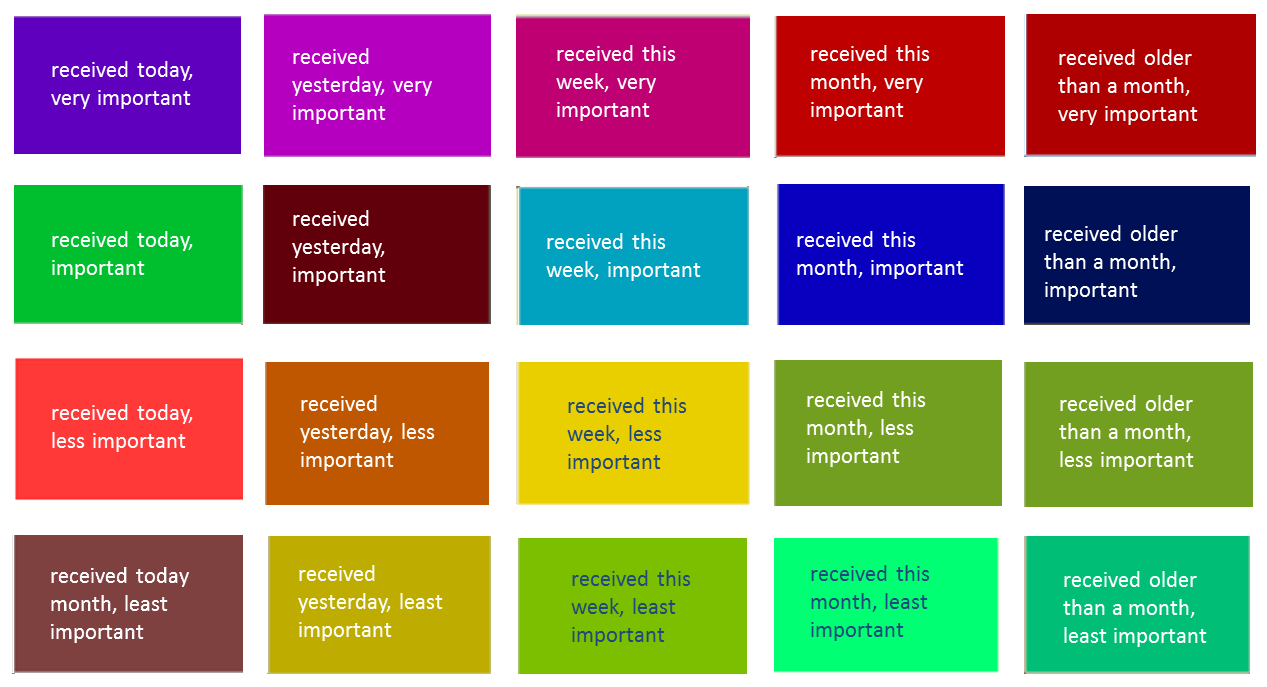 received today,
very important
received
yesterday, very
important
received this
week, very
important
received this
month, very
important
received older
than a month,
very important
received today,
important
received
yesterday,
important
received this
week, important
received this
month, important
received older
than a month,
important
received today,
less important
received
yesterday, less
important
received this
week, less
important
received this
month, less
important
received older
than a month,
less important
received today
month, least
important
received
yesterday, least
important
received this
week, least
important
received this
month, least
important
received older
than a month,
least important